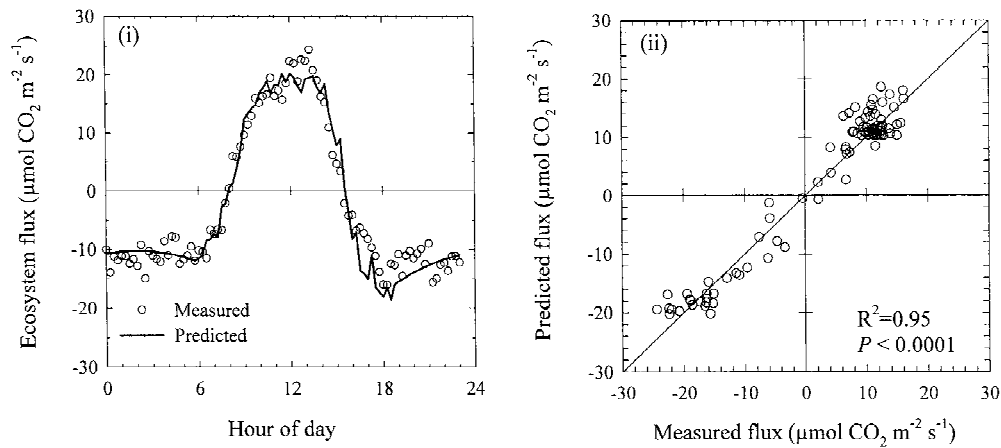 (i)
Ecosystem flux (µmol CO₂ m⁻² s⁻¹)
30
20
10
0
-10
-20
-30
Measured
Predicted
0 6 12 18 24
Hour of day
(ii)
Predicted flux (µmol CO₂ m⁻² s⁻¹)
30
20
10
0
-10
-20
-30
R²=0.95
P < 0.0001
-30 -20 -10 0 10 20 30
Measured flux (µmol CO₂ m⁻² s⁻¹)